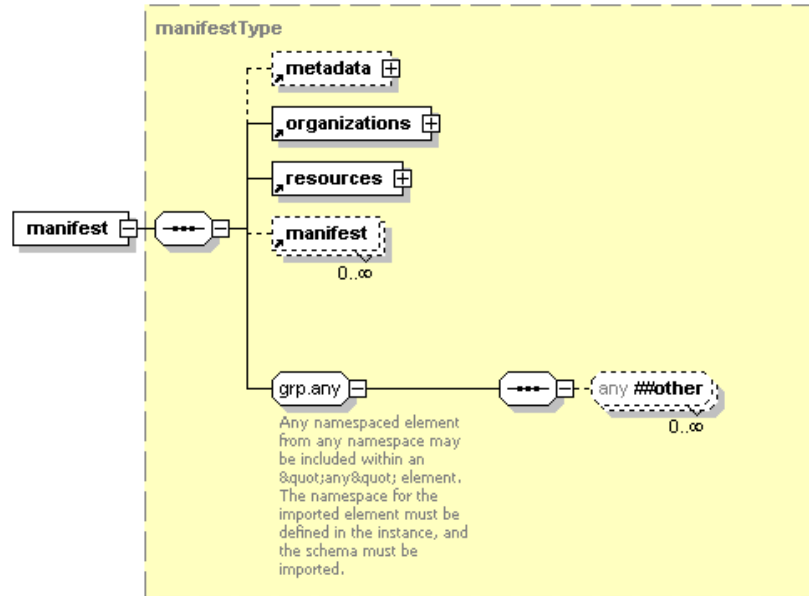 manifestType
metadata
organizations
resources
manifest
manifest
0..∞
grp.any
any ##other
0..∞
Any namespaced element
from any namespace may
be included within an
&quot;any&quot; element.
The namespace for the
imported element must be
defined in the instance, and
the schema must be
imported.